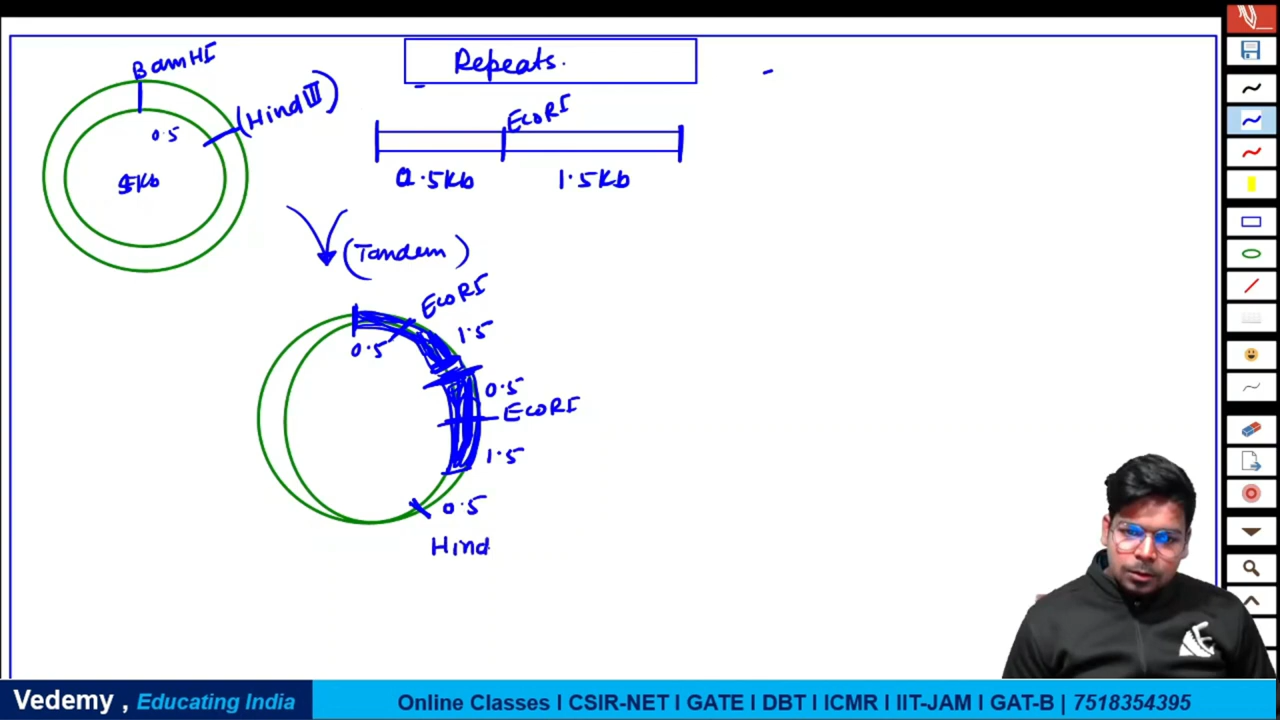 Repeats.
BamHI
(HindIII)
0.5
5Kb
EcoRI
0.5Kb
1.5Kb
(Tandem)
EcoRI
0.5
1.5
0.5
EcoRI
1.5
0.5
Hind
Vedemy , Educating India
Online Classes I CSIR-NET I GATE I DBT I ICMR I IIT-JAM I GAT-B | 7518354395